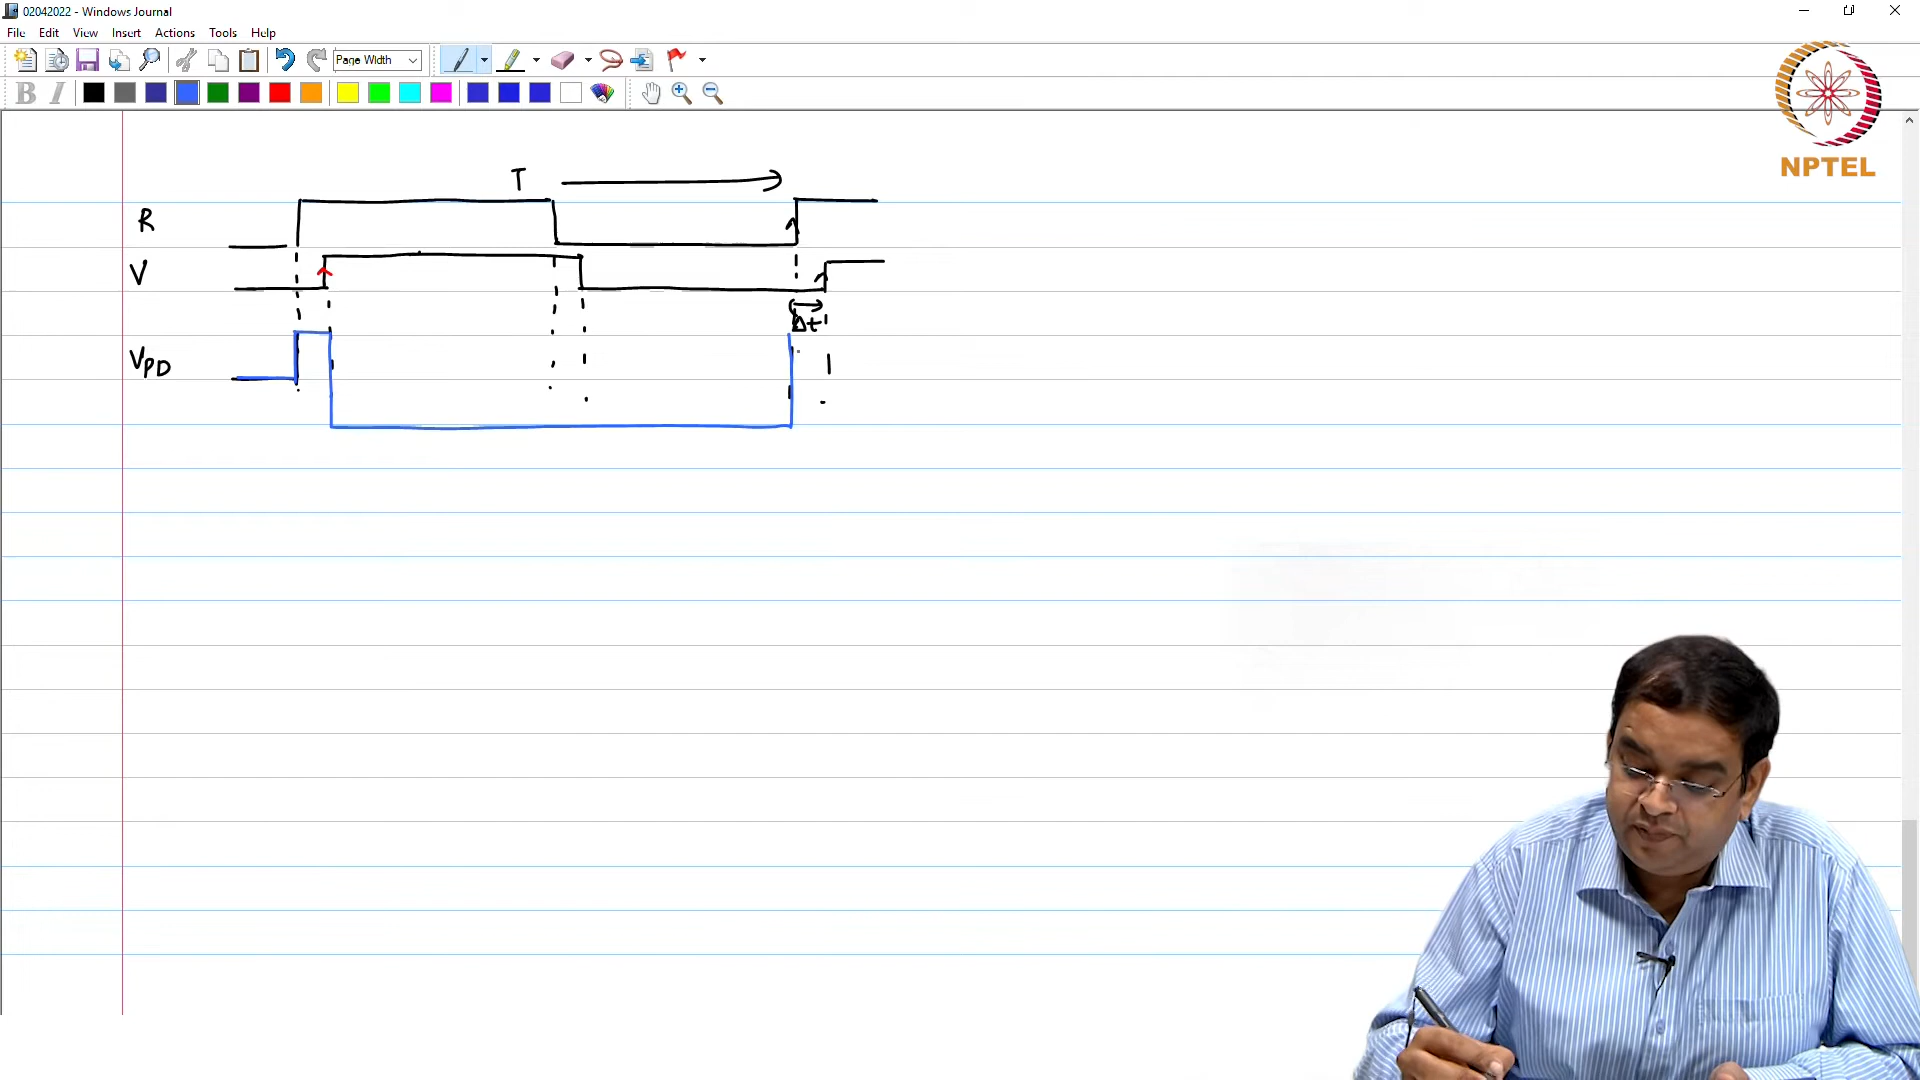 02042022 - Windows Journal
File Edit View Insert Actions Tools Help
Page Width
B I
NPTEL
T
R
V
Δt
VPD